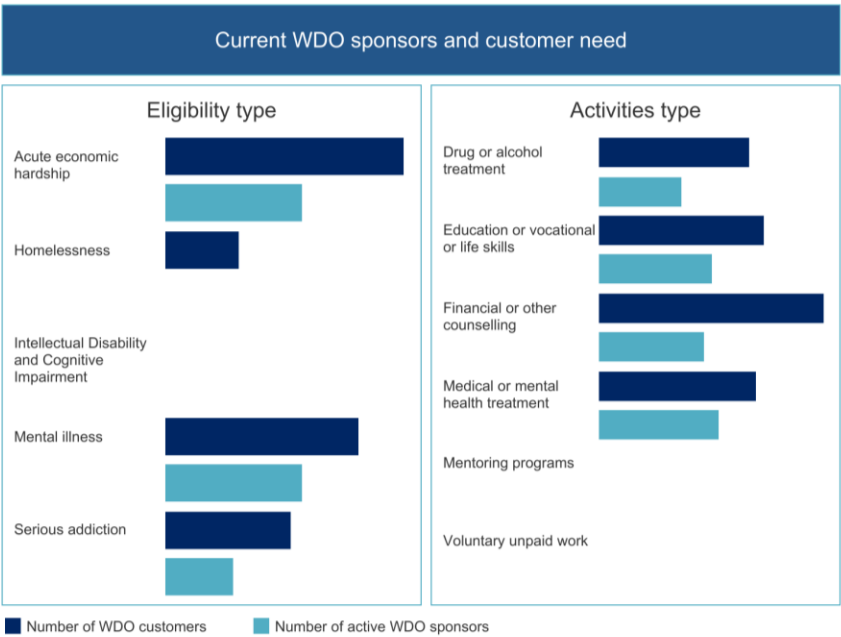 Current WDO sponsors and customer need
Eligibility type
Acute economic
hardship
Homelessness
Intellectual Disability
and Cognitive
Impairment
Mental illness
Serious addiction
Activities type
Drug or alcohol
treatment
Education or vocational
or life skills
Financial or other
counselling
Medical or mental
health treatment
Mentoring programs
Voluntary unpaid work
Number of WDO customers
Number of active WDO sponsors